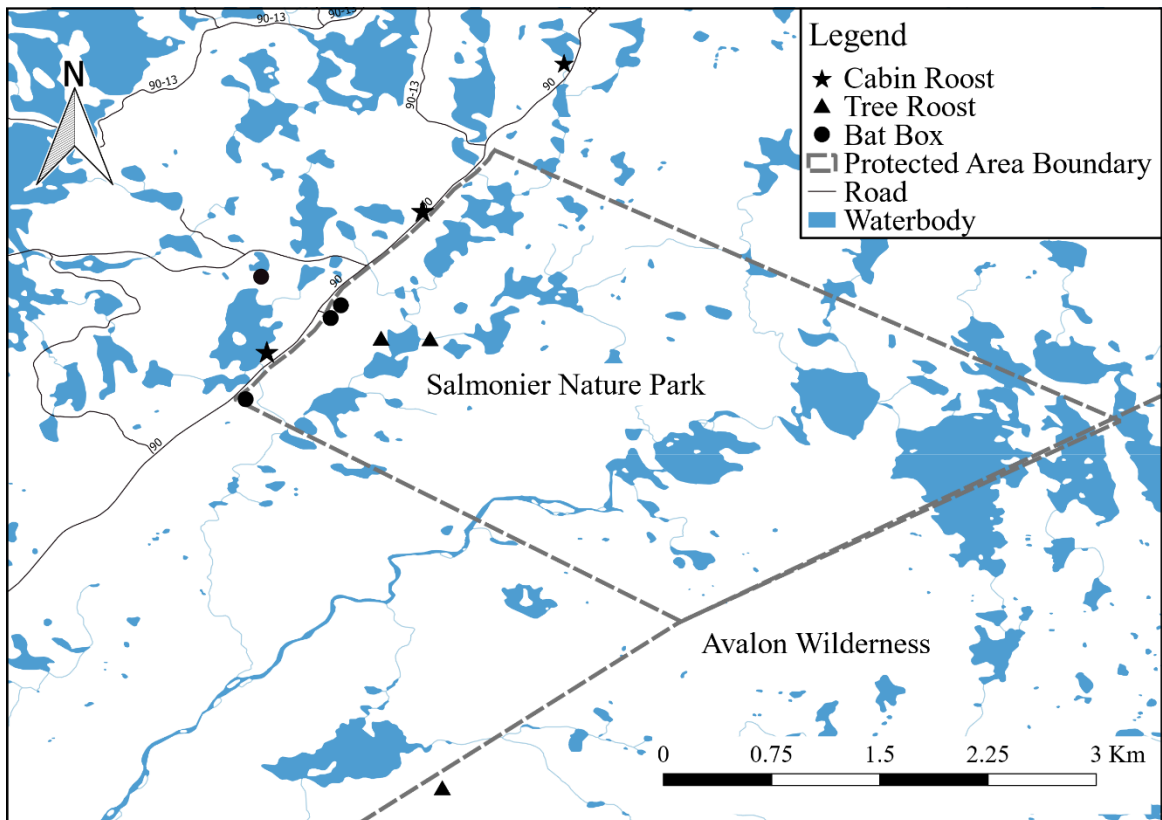 90-13
90-13
90-13
90
N
Legend
Cabin Roost
Tree Roost
Bat Box
Protected Area Boundary
Road
Waterbody
90
90
Salmonier Nature Park
90
Avalon Wilderness
0 0.75 1.5 2.25 3 Km